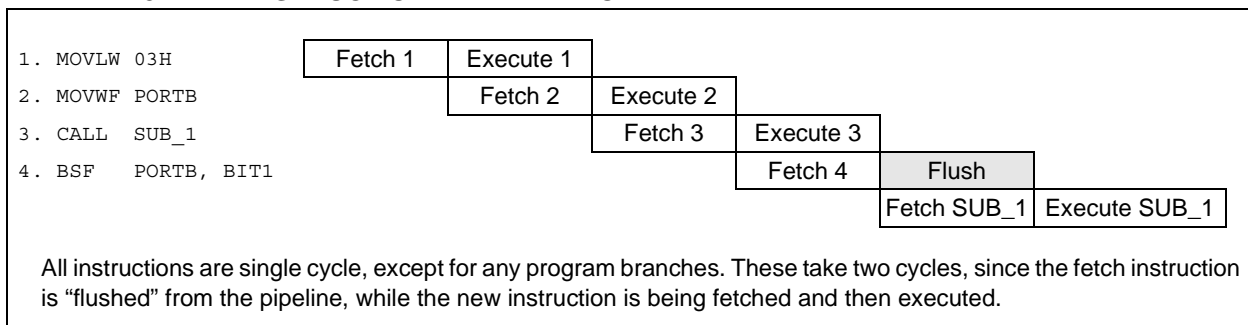 1. MOVLW 03H Fetch 1 Execute 1
2. MOVWF PORTB Fetch 2 Execute 2
3. CALL SUB_1 Fetch 3 Execute 3
4. BSF PORTB, BIT1 Fetch 4 Flush
Fetch SUB_1 Execute SUB_1
All instructions are single cycle, except for any program branches. These take two cycles, since the fetch instruction
is “flushed” from the pipeline, while the new instruction is being fetched and then executed.